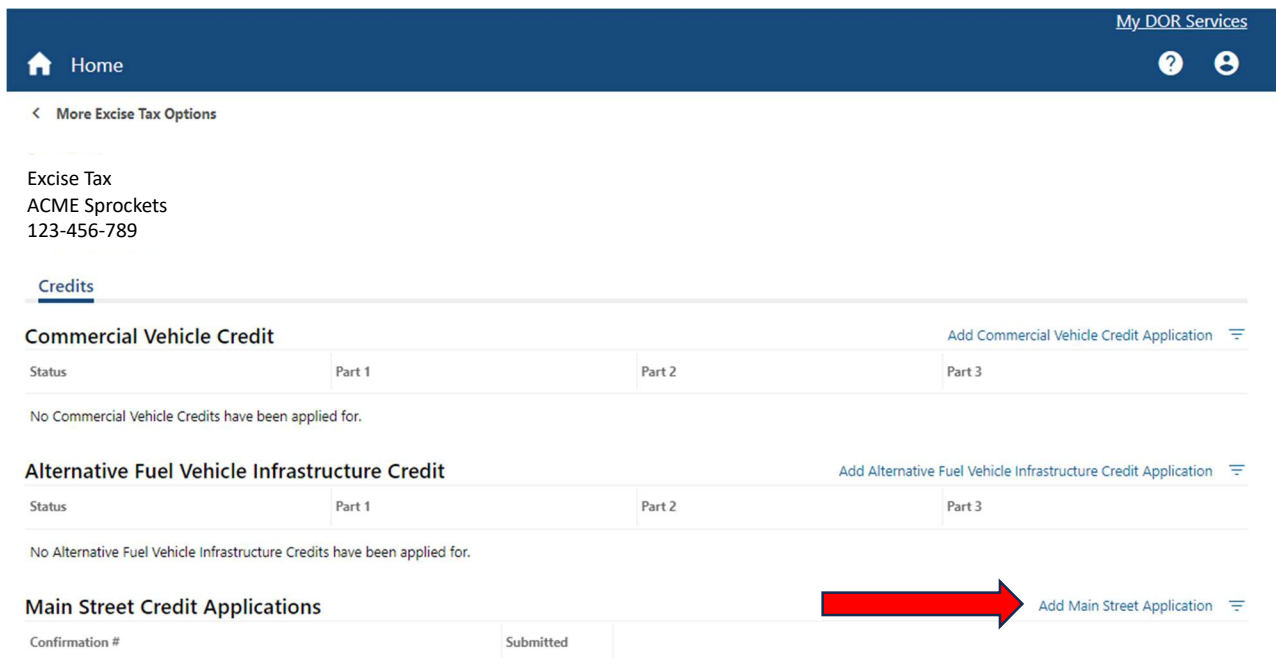 My DOR Services
Home
?
< More Excise Tax Options
Excise Tax
ACME Sprockets
123-456-789
Credits
Commercial Vehicle Credit Add Commercial Vehicle Credit Application
Status Part 1 Part 2 Part 3
No Commercial Vehicle Credits have been applied for.
Alternative Fuel Vehicle Infrastructure Credit Add Alternative Fuel Vehicle Infrastructure Credit Application
Status Part 1 Part 2 Part 3
No Alternative Fuel Vehicle Infrastructure Credits have been applied for.
Main Street Credit Applications Add Main Street Application
Confirmation # Submitted